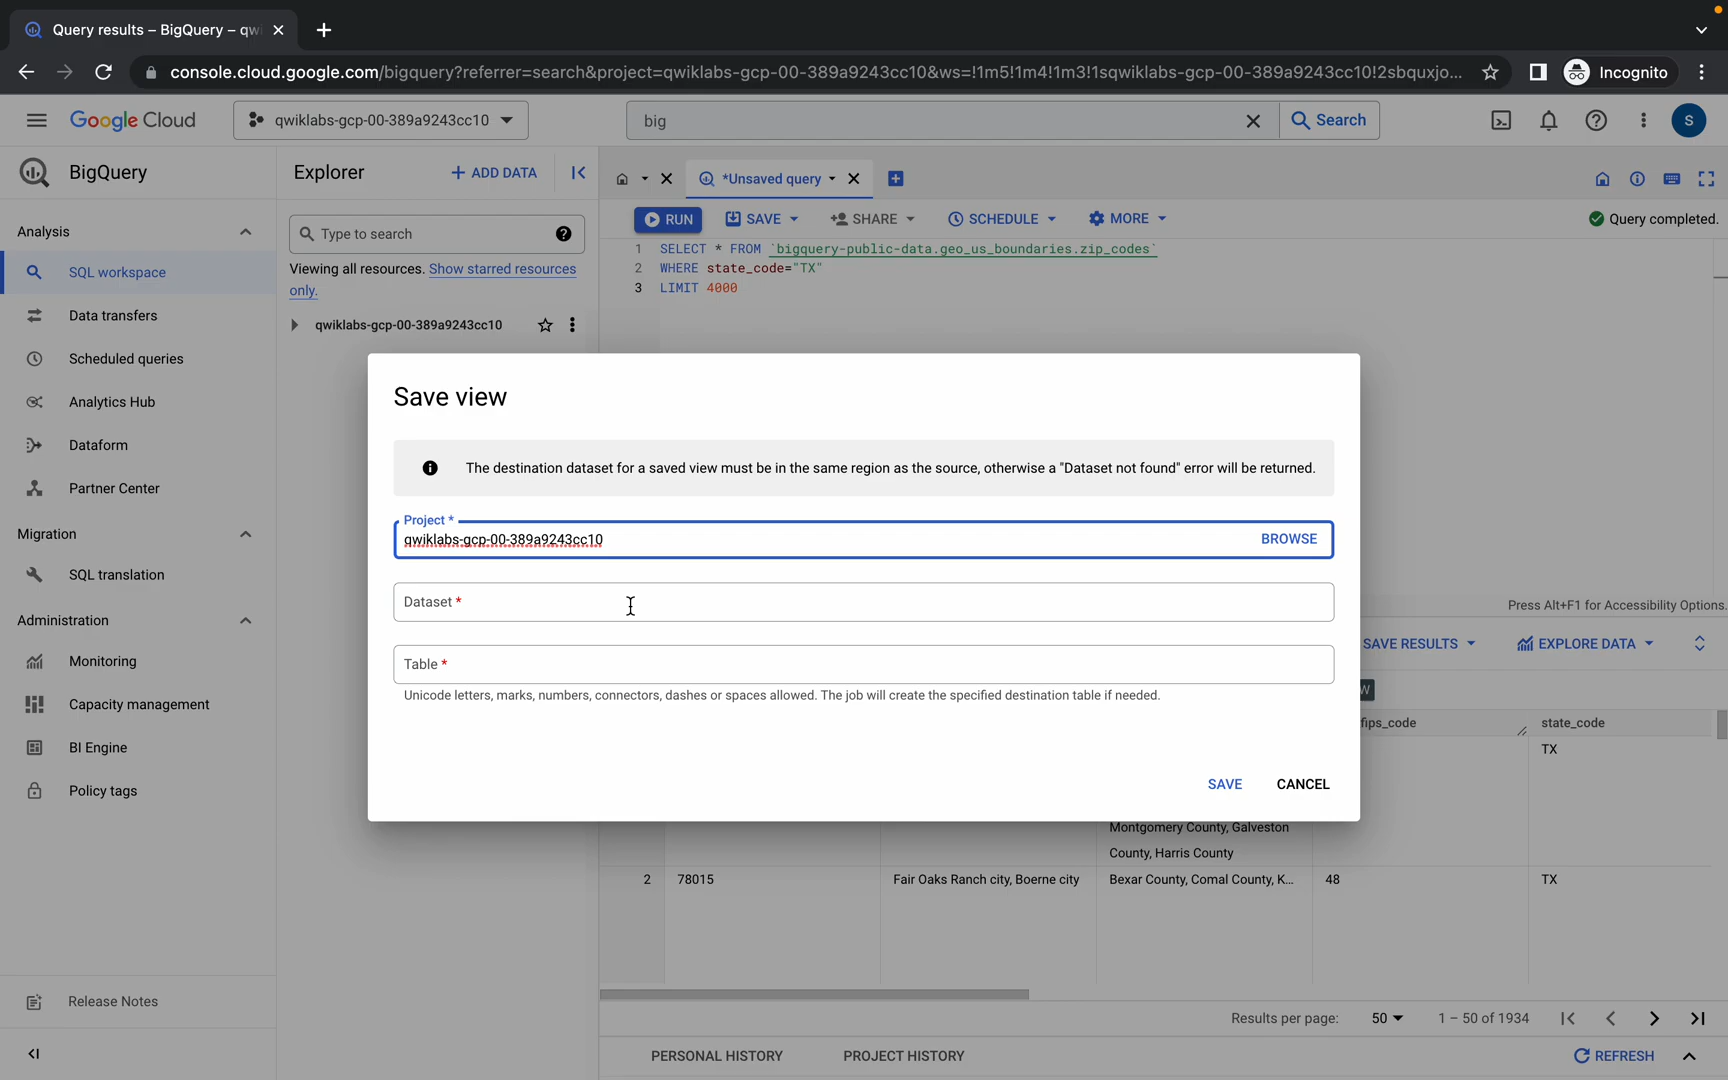 Query results – BigQuery – qwi
console.cloud.google.com/bigquery?referrer=search&project=qwiklabs-gcp-00-389a9243cc10&ws=!1m5!1m4!1m3!1sqwiklabs-gcp-00-389a9243cc10!2sbquxjo...
Incognito
Google Cloud
qwiklabs-gcp-00-389a9243cc10
big
Search
S
BigQuery
Explorer
+ ADD DATA
*Unsaved query
Analysis
Type to search
RUN
SAVE
SHARE
SCHEDULE
MORE
Query completed.
SQL workspace
Viewing all resources. Show starred resources
only.
1 SELECT * FROM `bigquery-public-data.geo_us_boundaries.zip_codes`
2 WHERE state_code="TX"
3 LIMIT 4000
Data transfers
qwiklabs-gcp-00-389a9243cc10
Scheduled queries
Analytics Hub
Dataform
Partner Center
Migration
SQL translation
Administration
Monitoring
Capacity management
BI Engine
Policy tags
Release Notes
Save view
The destination dataset for a saved view must be in the same region as the source, otherwise a "Dataset not found" error will be returned.
Project *
qwiklabs-gcp-00-389a9243cc10
BROWSE
Dataset *
Table *
Unicode letters, marks, numbers, connectors, dashes or spaces allowed. The job will create the specified destination table if needed.
SAVE
CANCEL
Press Alt+F1 for Accessibility Options.
SAVE RESULTS
EXPLORE DATA
W
fips_code
state_code
TX
Montgomery County, Galveston
County, Harris County
2 78015 Fair Oaks Ranch city, Boerne city Bexar County, Comal County, K... 48 TX
Results per page: 50 1 – 50 of 1934
PERSONAL HISTORY
PROJECT HISTORY
REFRESH